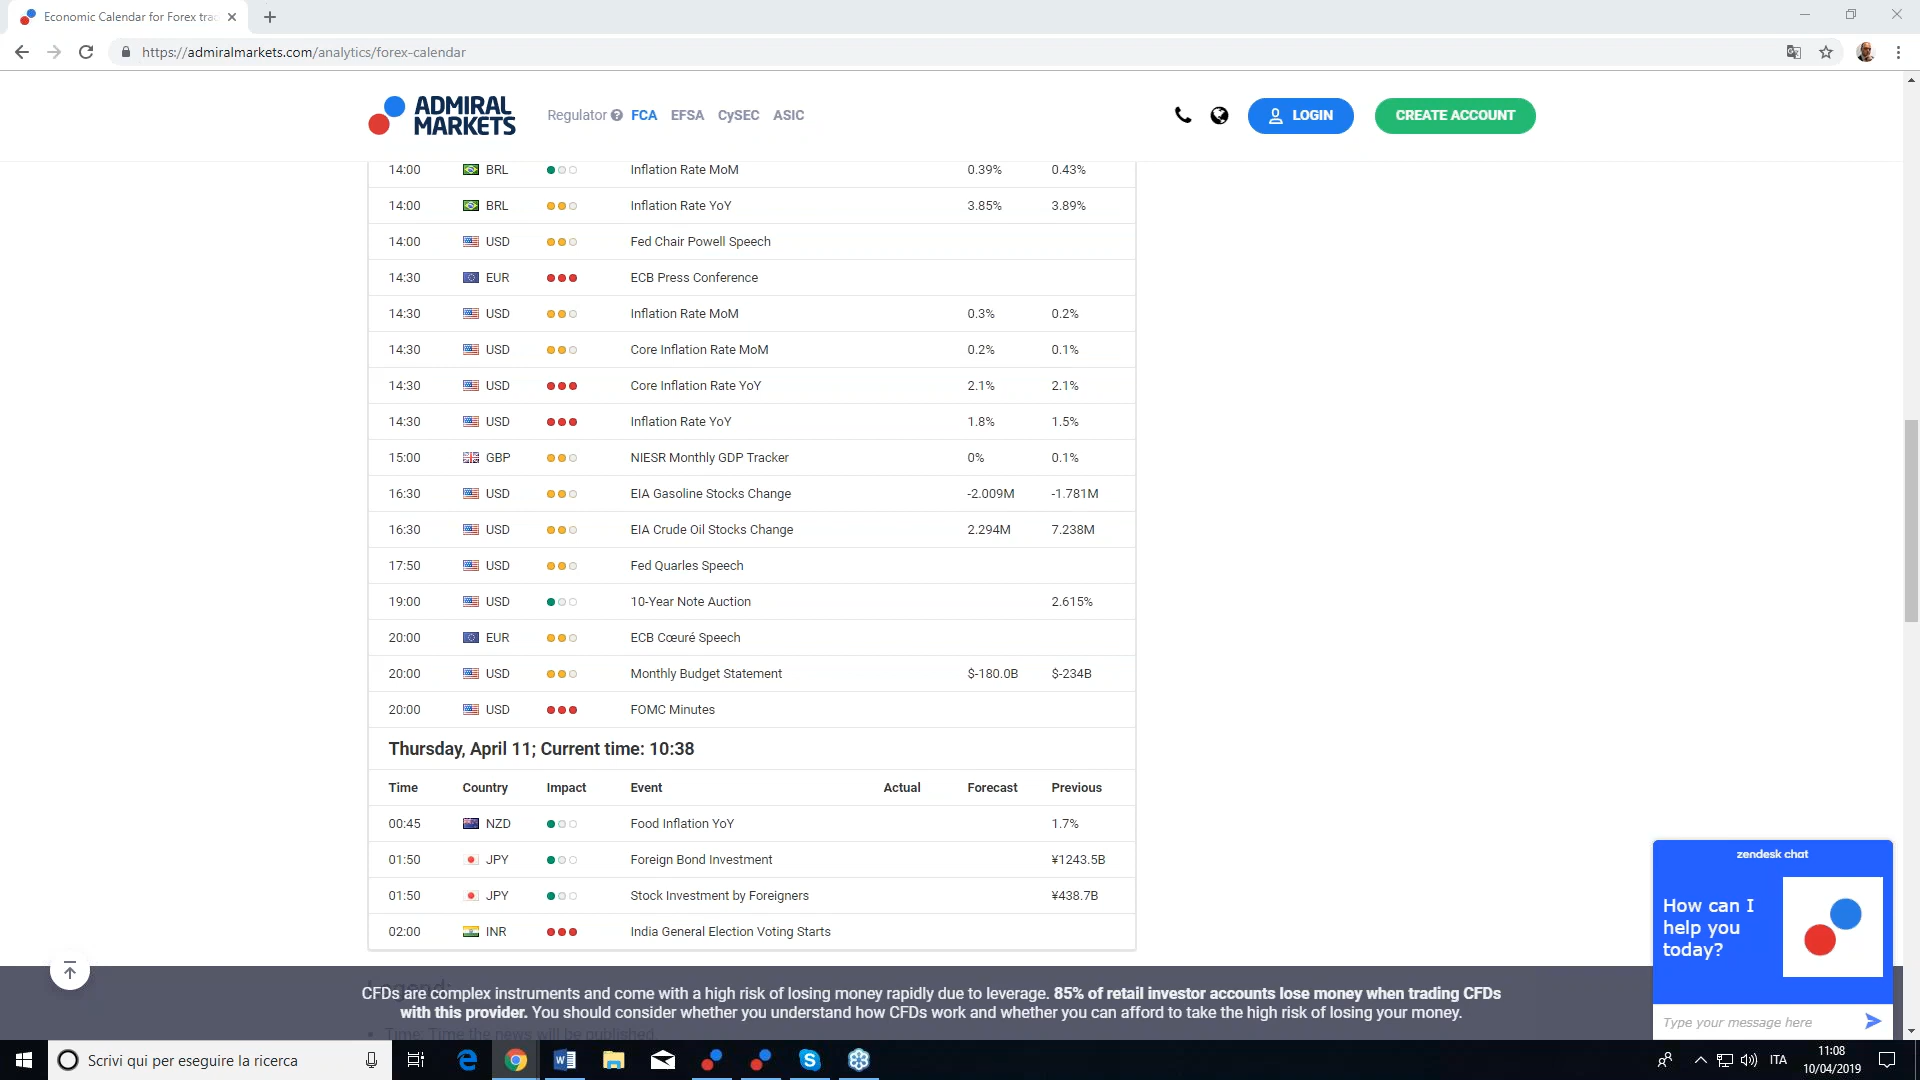 Economic Calendar for Forex trac
https://admiralmarkets.com/analytics/forex-calendar
ADMIRAL
MARKETS
Regulator ? FCA EFSA CySEC ASIC
LOGIN
CREATE ACCOUNT
14:00 BRL Inflation Rate MoM 0.39% 0.43%
14:00 BRL Inflation Rate YoY 3.85% 3.89%
14:00 USD Fed Chair Powell Speech
14:30 EUR ECB Press Conference
14:30 USD Inflation Rate MoM 0.3% 0.2%
14:30 USD Core Inflation Rate MoM 0.2% 0.1%
14:30 USD Core Inflation Rate YoY 2.1% 2.1%
14:30 USD Inflation Rate YoY 1.8% 1.5%
15:00 GBP NIESR Monthly GDP Tracker 0% 0.1%
16:30 USD EIA Gasoline Stocks Change -2.009M -1.781M
16:30 USD EIA Crude Oil Stocks Change 2.294M 7.238M
17:50 USD Fed Quarles Speech
19:00 USD 10-Year Note Auction 2.615%
20:00 EUR ECB Cœuré Speech
20:00 USD Monthly Budget Statement $-180.0B $-234B
20:00 USD FOMC Minutes
Thursday, April 11; Current time: 10:38
Time Country Impact Event Actual Forecast Previous
00:45 NZD Food Inflation YoY 1.7%
01:50 JPY Foreign Bond Investment ¥1243.5B
01:50 JPY Stock Investment by Foreigners ¥438.7B
02:00 INR India General Election Voting Starts
zendesk chat
How can I
help you
today?
Type your message here
Legend:
CFDs are complex instruments and come with a high risk of losing money rapidly due to leverage. 85% of retail investor accounts lose money when trading CFDs
with this provider. You should consider whether you understand how CFDs work and whether you can afford to take the high risk of losing your money.
Time: Time the news will be published
Scrivi qui per eseguire la ricerca
ITA
11:08
10/04/2019